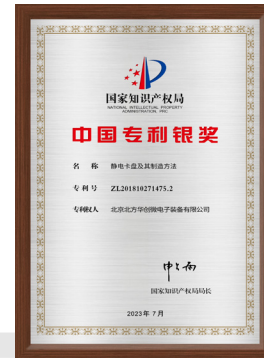 国家知识产权局
NATIONAL INTELLECTUAL PROPERTY ADMINISTRATION, PRC
中国专利银奖
名 称 静电卡盘及其制造方法
专 利 号 ZL201810271475.2
专利权人 北京北方华创微电子装备有限公司
国家知识产权局局长
2023年 7月